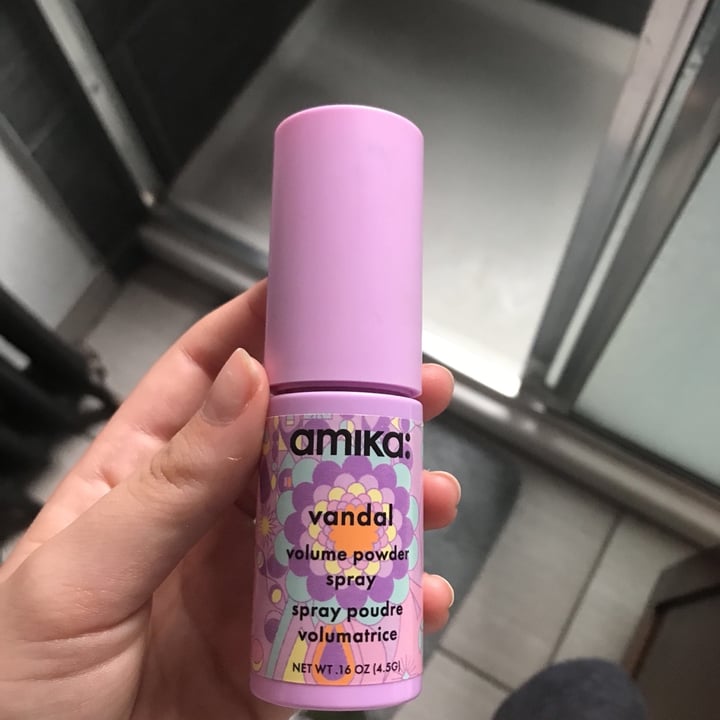 amika:
vandal
volume powder
spray
spray poudre
volumatrice
NET WT .16 OZ (4.5G)